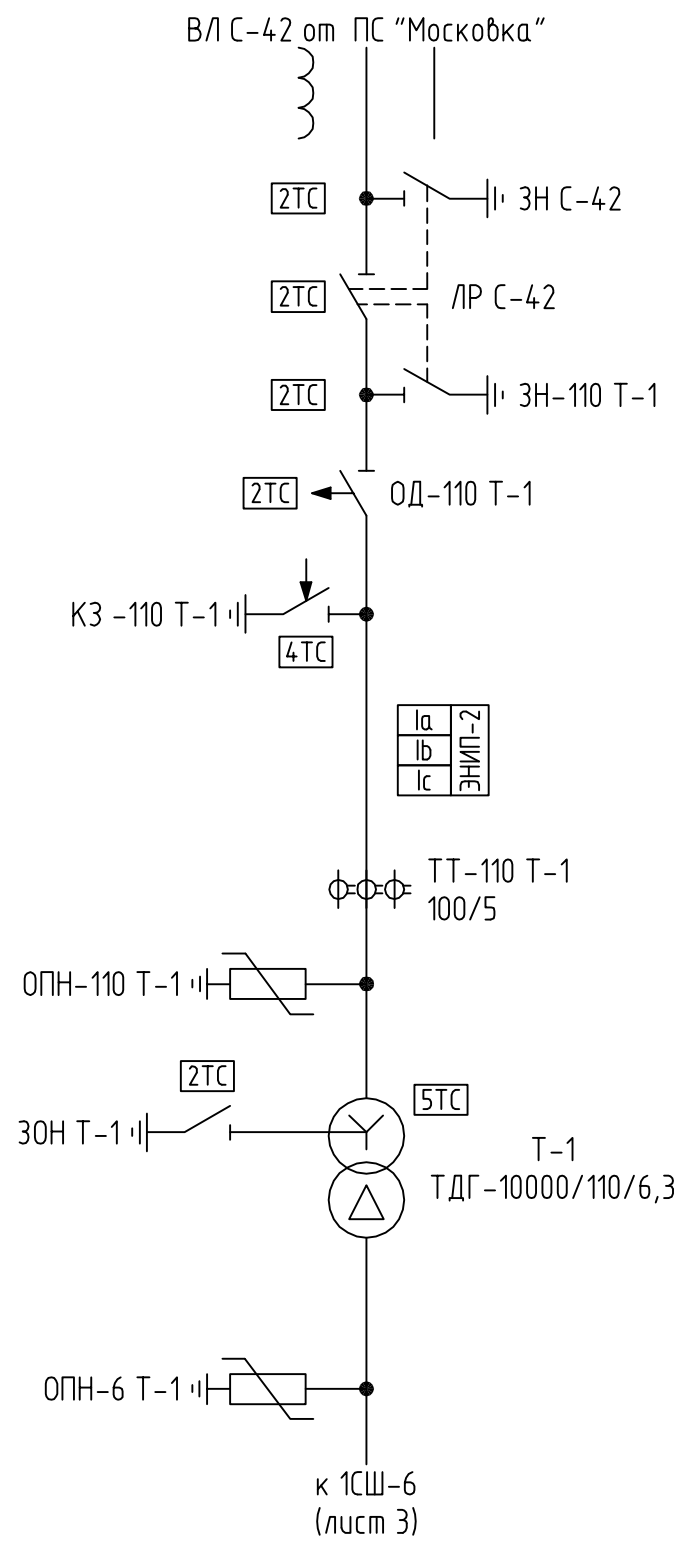 ВЛ С-42 от ПС "Московка"
2ТС
ЗН С-42
2ТС
ЛР С-42
2ТС
ЗН-110 Т-1
2ТС
ОД-110 Т-1
КЗ -110 Т-1
4ТС
Ia
Ib
Ic
ЭНИП-2
ТТ-110 Т-1
100/5
ОПН-110 Т-1
2ТС
5ТС
ЗОН Т-1
Т-1
ТДГ-10000/110/6,3
ОПН-6 Т-1
к 1СШ-6
(лист 3)